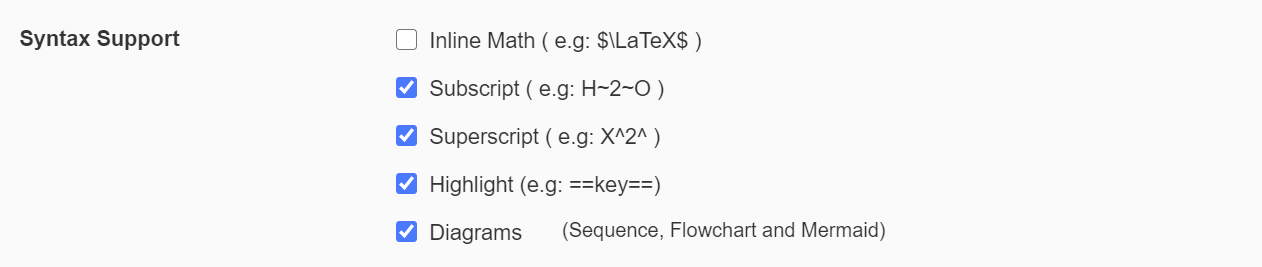 Syntax Support
Inline Math ( e.g: $\LaTeX$ )
Subscript ( e.g: H~2~O )
Superscript ( e.g: X^2^ )
Highlight (e.g: ==key==)
Diagrams (Sequence, Flowchart and Mermaid)